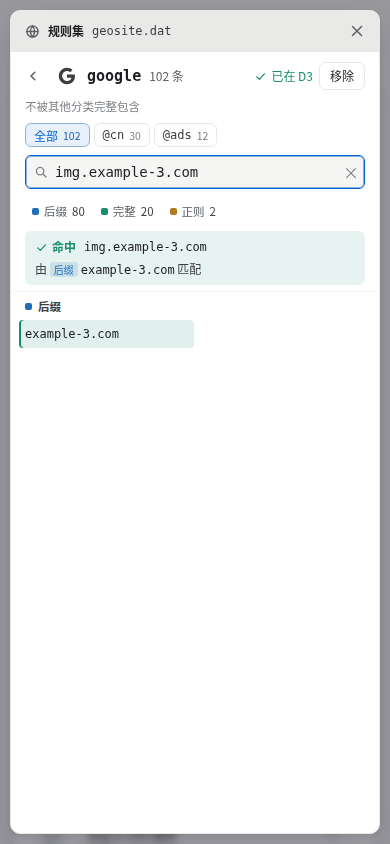 规则集 geosite.dat
google 102 条 已在 D3 移除
不被其他分类完整包含
全部 102 @cn 30 @ads 12
img.example-3.com
后缀 80 完整 20 正则 2
命中 img.example-3.com
由 后缀 example-3.com 匹配
后缀
example-3.com